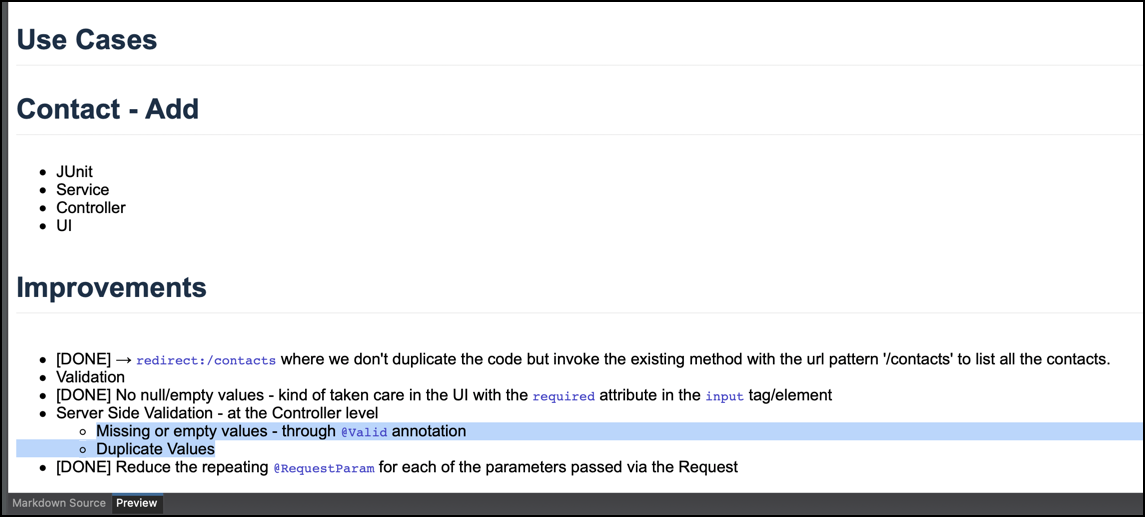 Use Cases
Contact - Add
JUnit
Service
Controller
UI
Improvements
[DONE] → redirect:/contacts where we don't duplicate the code but invoke the existing method with the url pattern '/contacts' to list all the contacts.
Validation
[DONE] No null/empty values - kind of taken care in the UI with the required attribute in the input tag/element
Server Side Validation - at the Controller level
Missing or empty values - through @Valid annotation
Duplicate Values
[DONE] Reduce the repeating @RequestParam for each of the parameters passed via the Request
Markdown Source Preview